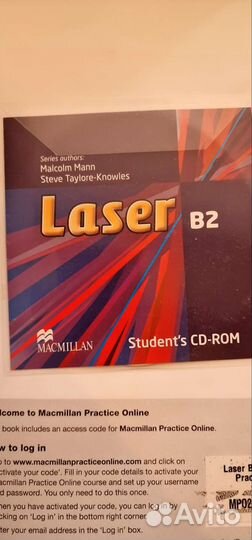 Series authors:
Malcolm Mann
Steve Taylore-Knowles
Laser B2
MACMILLAN
Student's CD-ROM
lcome to Macmillan Practice Online
book includes an access code for Macmillan Practice Online.
w to log in
to www.macmillanpracticeonline.com and click on
ctivate your code'. Fill in your code details to activate your
Macmillan Practice Online course and set up your username
d password. You only need to do this once.
hen you have activated your code, you can log in by
cking on 'Log in' in the bottom right corner
ter your email address in the 'Log in' box.
Laser B
Prac
MP02
Avito